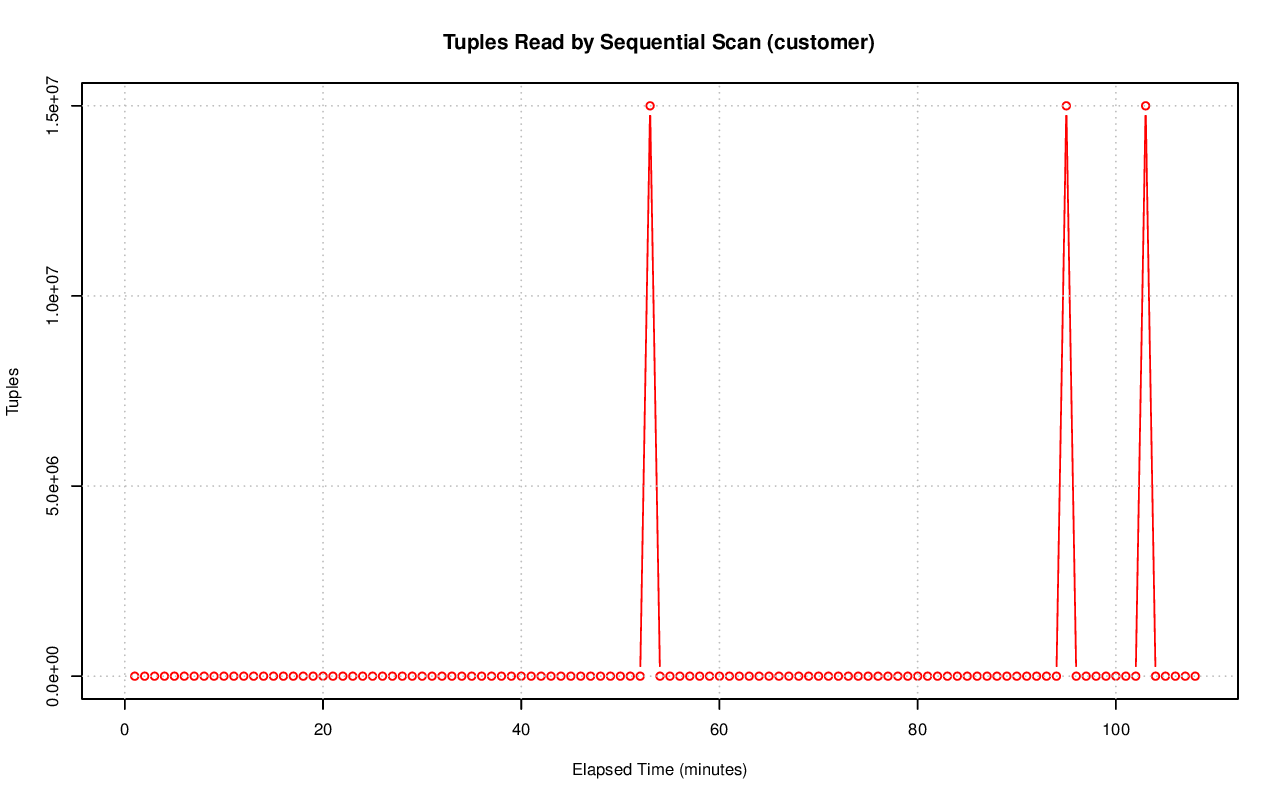 Tuples Read by Sequential Scan (customer)
1.5e+07
1.0e+07
5.0e+06
0.0e+00
Tuples
0 20 40 60 80 100
Elapsed Time (minutes)